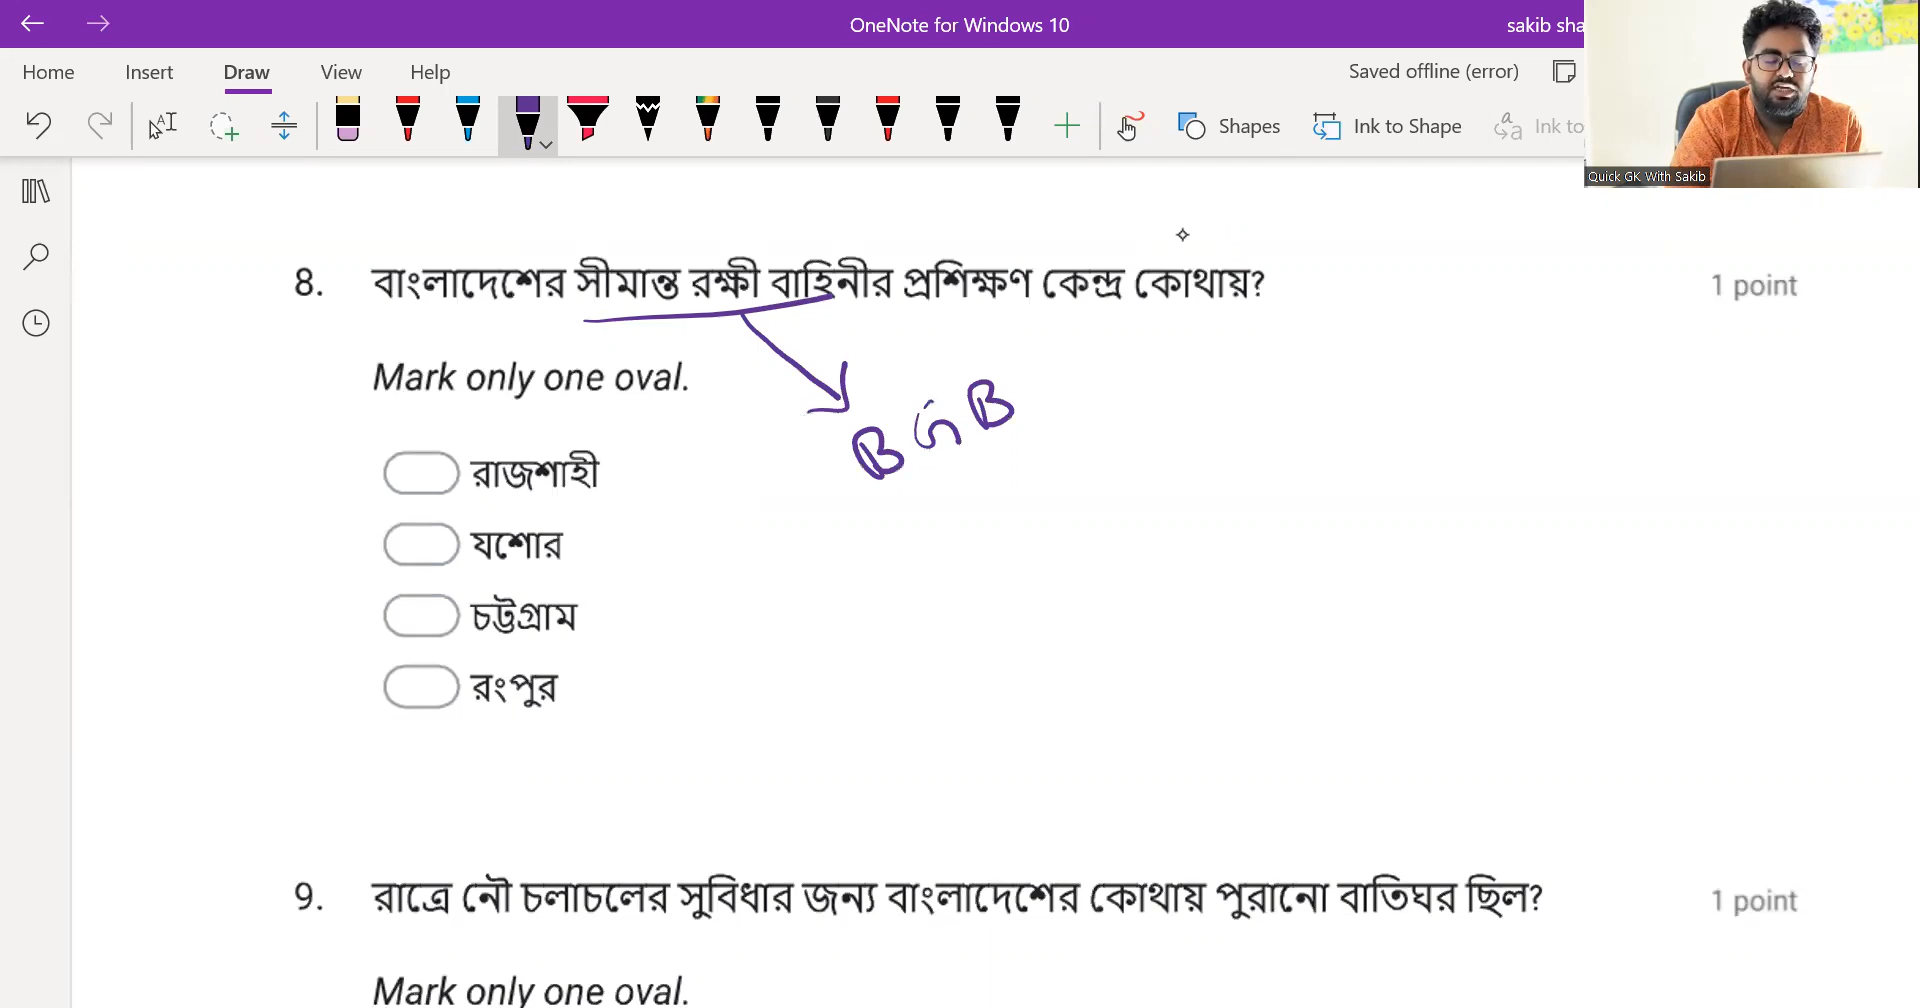 OneNote for Windows 10
sakib sha
Home Insert Draw View Help
Saved offline (error)
Shapes Ink to Shape Ink to
Quick GK With Sakib
8. বাংলাদেশের সীমান্ত রক্ষী বাহিনীর প্রশিক্ষণ কেন্দ্র কোথায়? 1 point
Mark only one oval.
BGB
রাজশাহী
যশোর
চট্টগ্রাম
রংপুর
9. রাত্রে নৌ চলাচলের সুবিধার জন্য বাংলাদেশের কোথায় পুরানো বাতিঘর ছিল? 1 point
Mark only one oval.